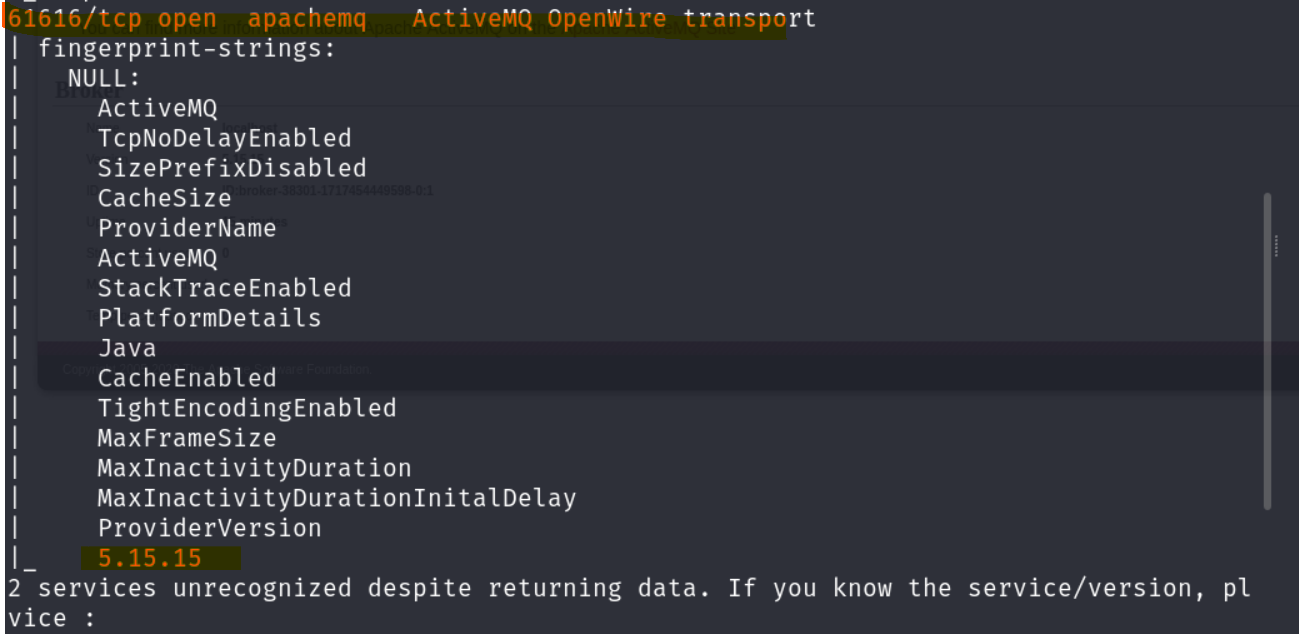 61616/tcp open  apachemq   ActiveMQ OpenWire transport
| fingerprint-strings:
|   NULL:
|     ActiveMQ
|     TcpNoDelayEnabled
|     SizePrefixDisabled
|     CacheSize
|     ProviderName
|     ActiveMQ
|     StackTraceEnabled
|     PlatformDetails
|     Java
|     CacheEnabled
|     TightEncodingEnabled
|     MaxFrameSize
|     MaxInactivityDuration
|     MaxInactivityDurationInitalDelay
|     ProviderVersion
|_    5.15.15
2 services unrecognized despite returning data. If you know the service/version, pl
vice :